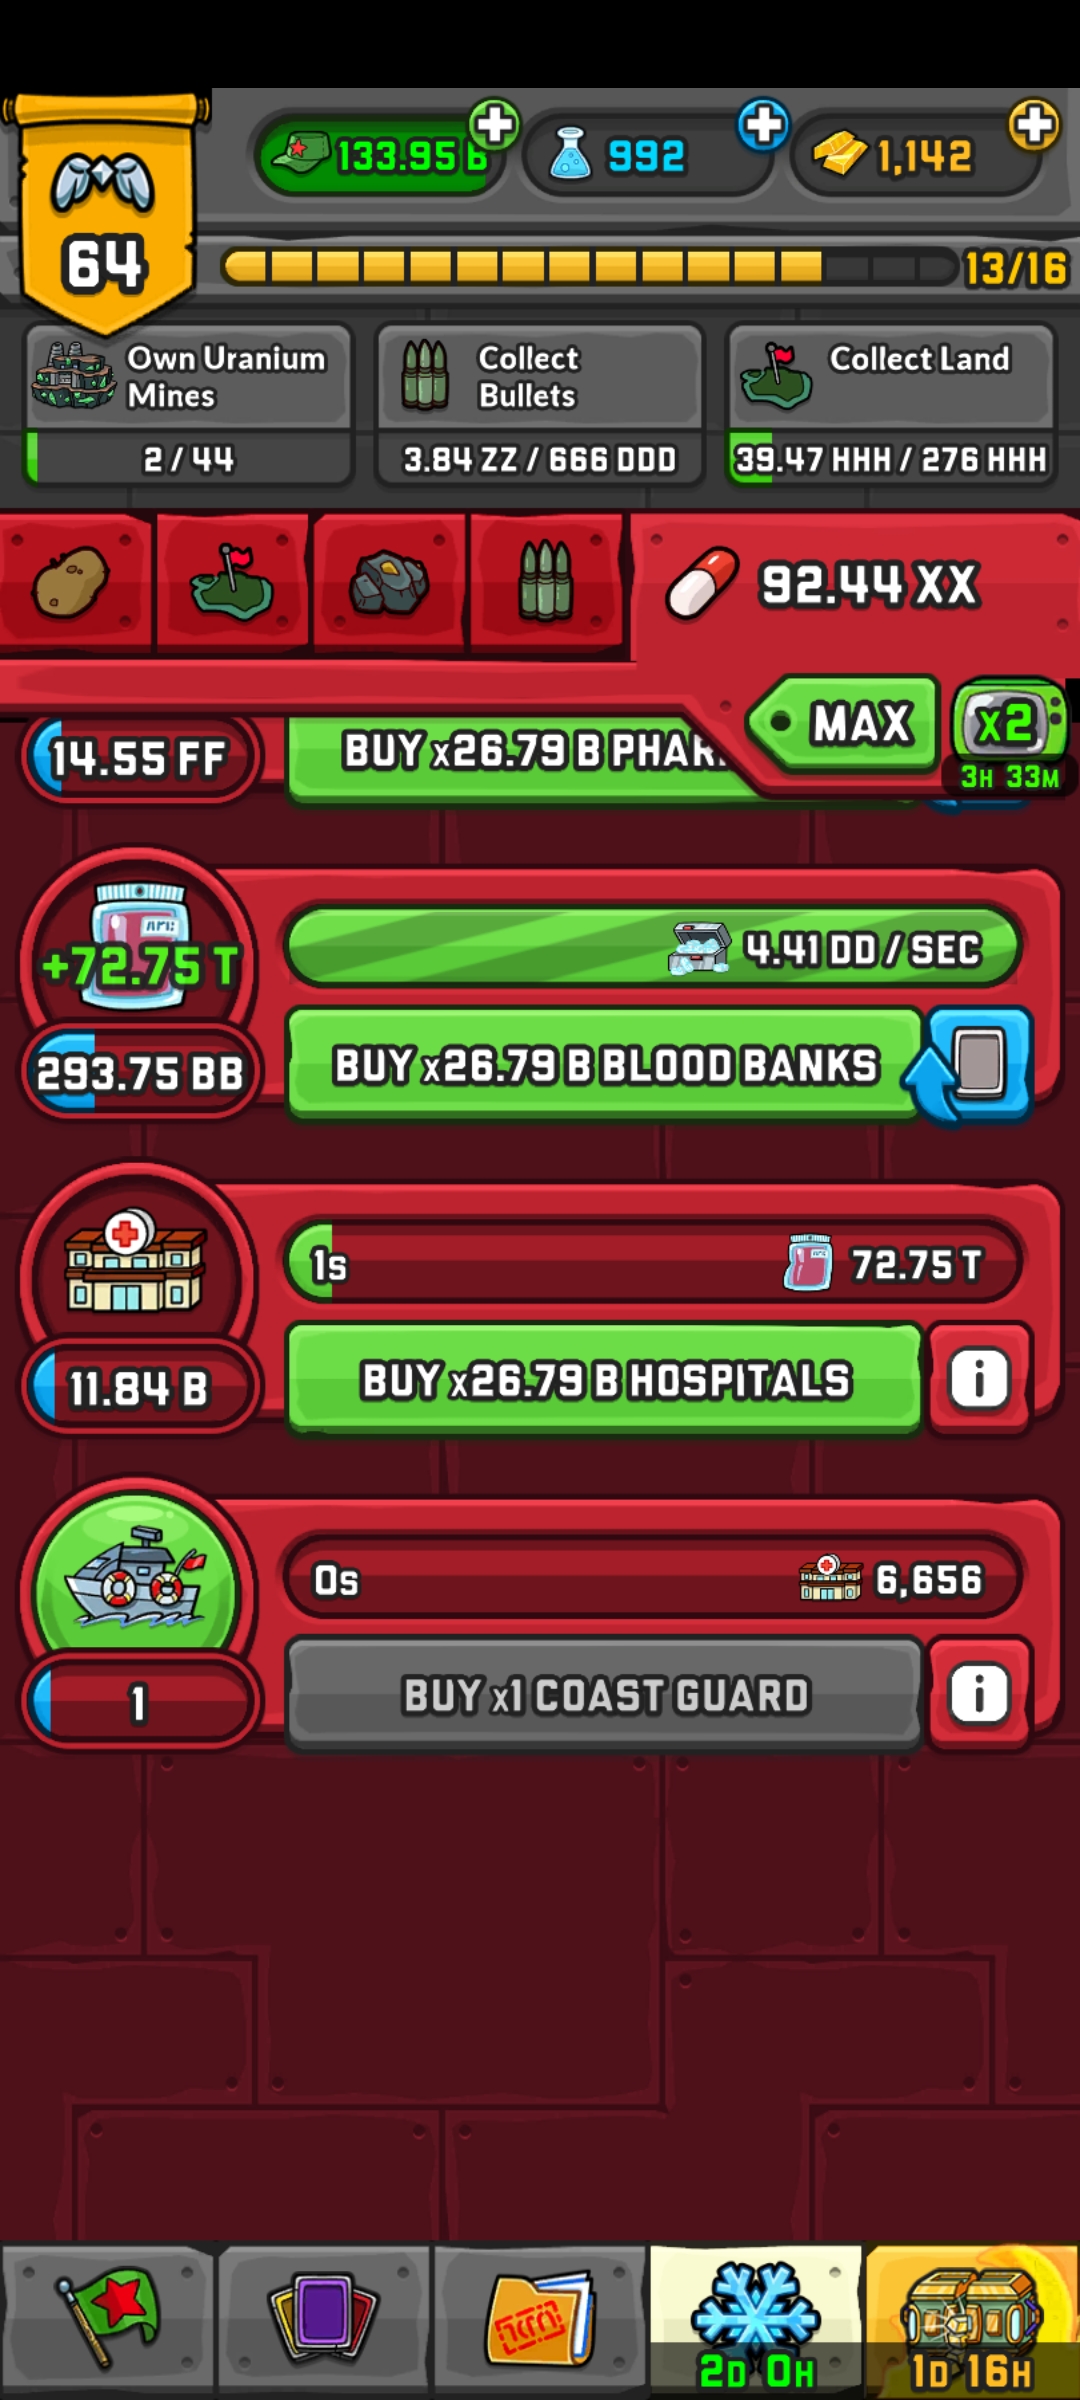 133.95 B
992
1,142
64
13/16
Own Uranium
Mines
2 / 44
Collect
Bullets
3.84 ZZ / 666 DDD
Collect Land
39.47 HHH / 276 HHH
92.44 XX
MAX
x2
3H 33M
14.55 FF
BUY x26.79 B PHAR
+72.75 T
4.41 DD / SEC
293.75 BB
BUY x26.79 B BLOOD BANKS
1s
72.75 T
11.84 B
BUY x26.79 B HOSPITALS
i
0s
6,656
1
BUY x1 COAST GUARD
i
2D 0H
1D 16H